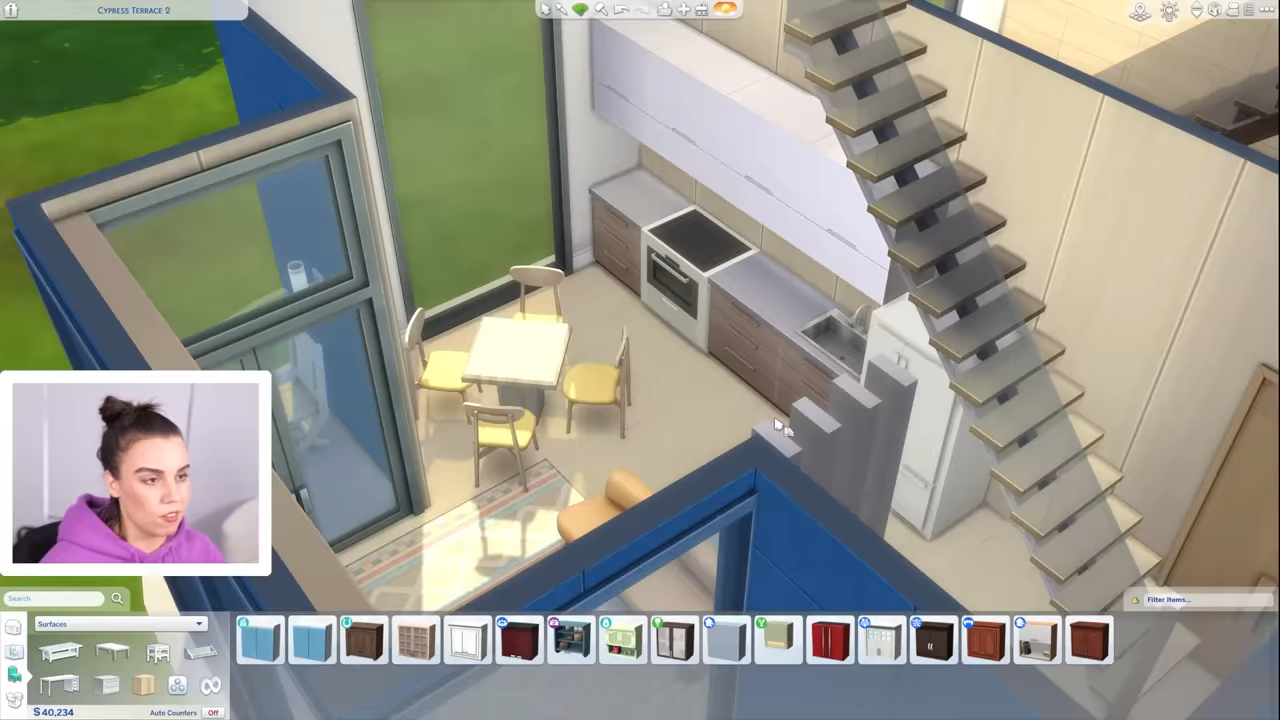 CYPRESS TERRACE 2
Search
Surfaces
Filter Items...
§40,234
Auto Counters
Off